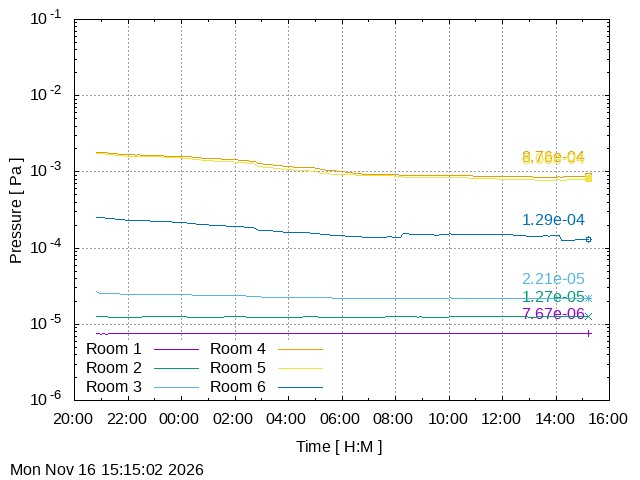 10^-1
10^-2
10^-3
10^-4
10^-5
10^-6
Pressure [ Pa ]
8.78e-04
1.29e-04
2.21e-05
1.27e-05
7.67e-06
Room 1 Room 4
Room 2 Room 5
Room 3 Room 6
20:00 22:00 00:00 02:00 04:00 06:00 08:00 10:00 12:00 14:00 16:00
Time [ H:M ]
Mon Nov 16 15:15:02 2026